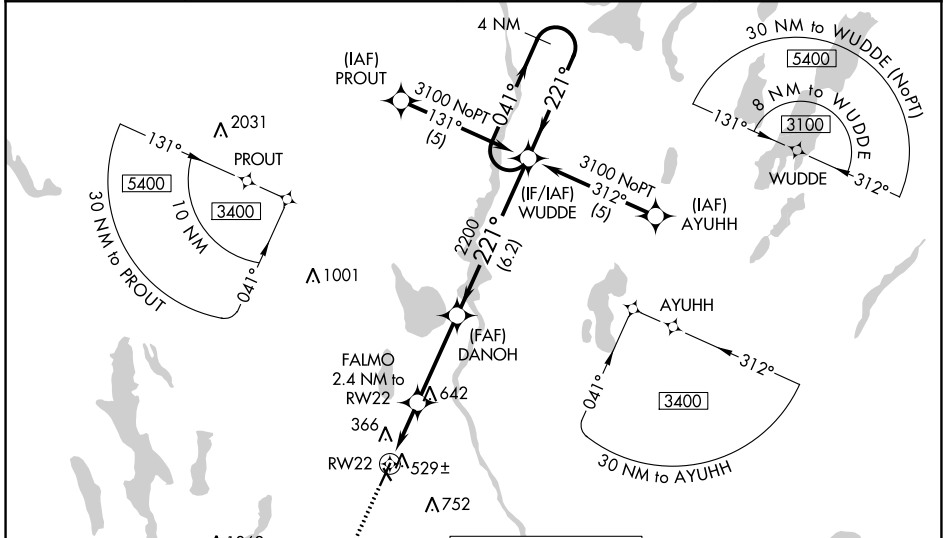 4 NM
(IAF)
PROUT
3100 NoPT
131°
(5)
041°
221°
30 NM to WUDDE (NoPT)
5400
8 NM to WUDDE
3100
131°
312°
WUDDE
2031
131°
PROUT
5400
3400
10 NM
30 NM to PROUT
041°
3100 NoPT
312°
(5)
(IAF)
AYUHH
(IF/IAF)
WUDDE
2200
221°
(6.2)
1001
(FAF)
DANOH
AYUHH
041°
312°
3400
30 NM to AYUHH
FALMO
2.4 NM to
RW22
642
366
RW22
529±
752